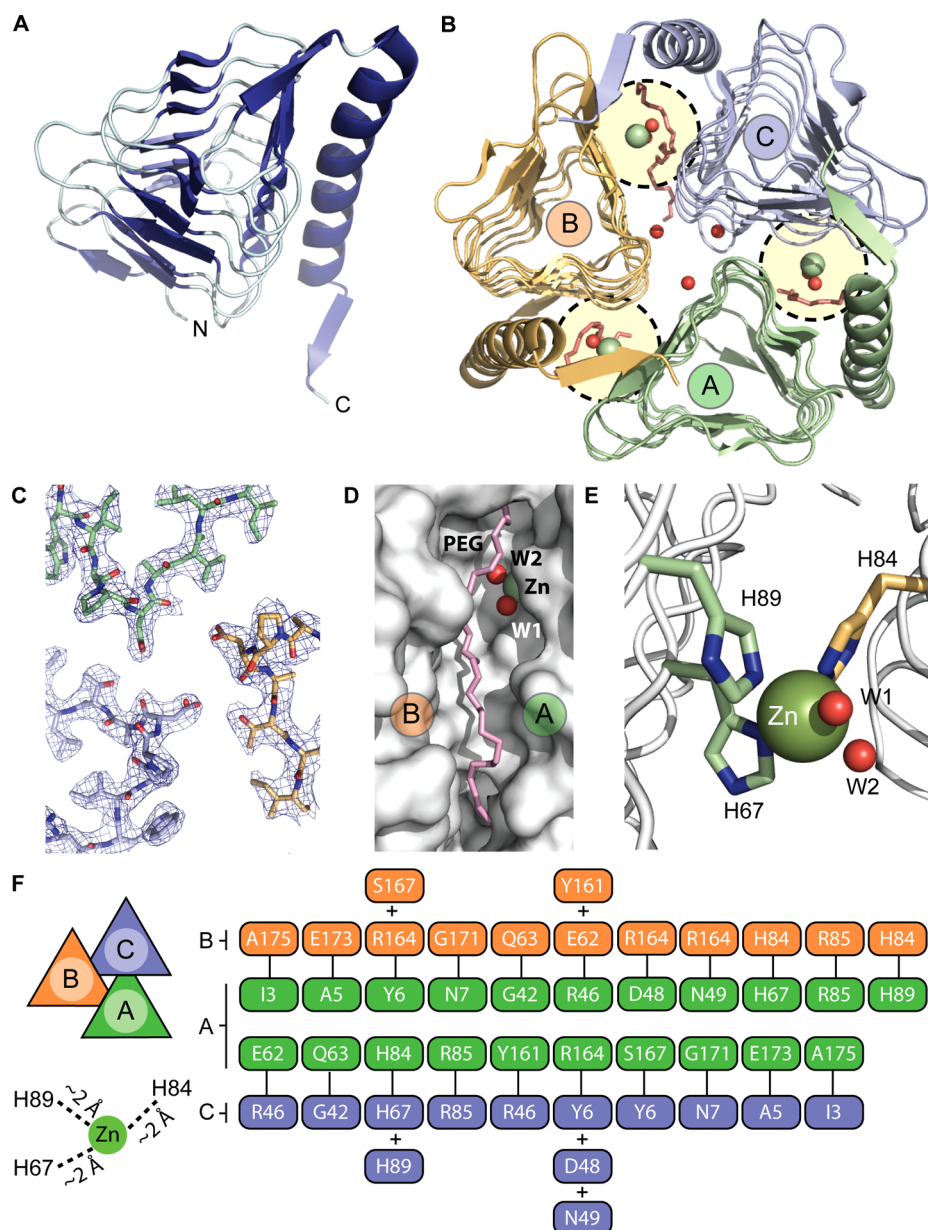 A
N
C
B
B
C
A
C
D
PEG
W2
Zn
W1
B
A
E
H89
H84
Zn
W1
W2
H67
F
B
C
A
H89
~2 Å
H84
~2 Å
Zn
H67
~2 Å
S167 Y161
+ +
B A175 E173 R164 G171 Q63 E62 R164 R164 H84 R85 H84
A
I3 A5 Y6 N7 G42 R46 D48 N49 H67 R85 H89
E62 Q63 H84 R85 Y161 R164 S167 G171 E173 A175
C R46 G42 H67 R85 R46 Y6 Y6 N7 A5 I3
+ +
H89 D48
+
N49